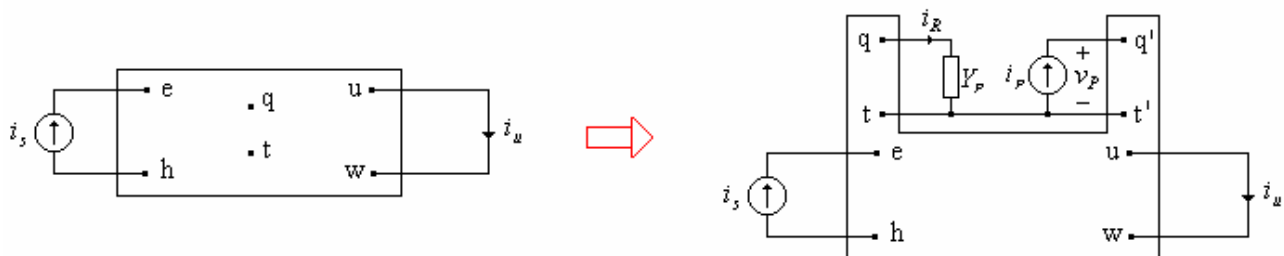 e
u
q
i_s
i_u
t
h
w
i_R
q
q'
Y_p
i_p
+
v_P
−
t
t'
e
u
i_s
i_u
h
w